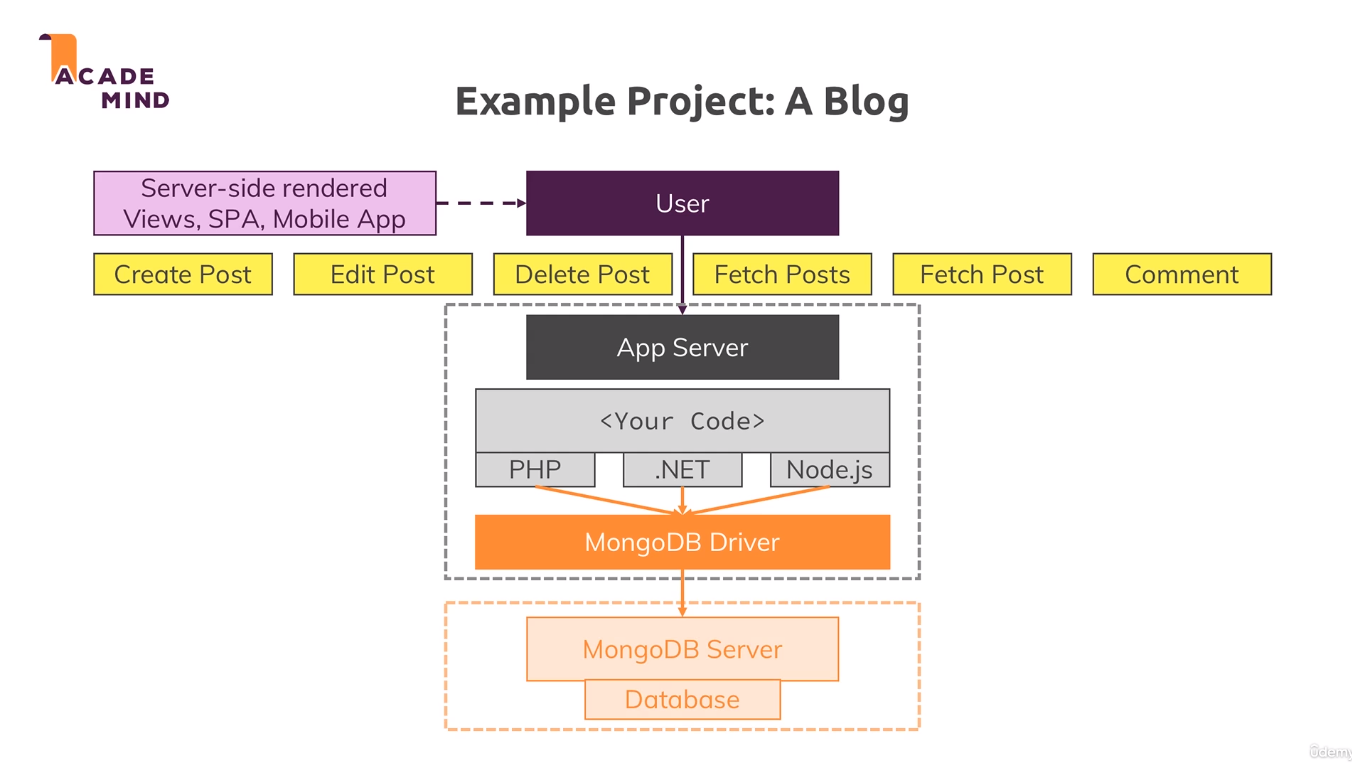 ACADE
MIND
Example Project: A Blog
Server-side rendered
Views, SPA, Mobile App
User
Create Post
Edit Post
Delete Post
Fetch Posts
Fetch Post
Comment
App Server
<Your Code>
PHP
.NET
Node.js
MongoDB Driver
MongoDB Server
Database
ûdemy